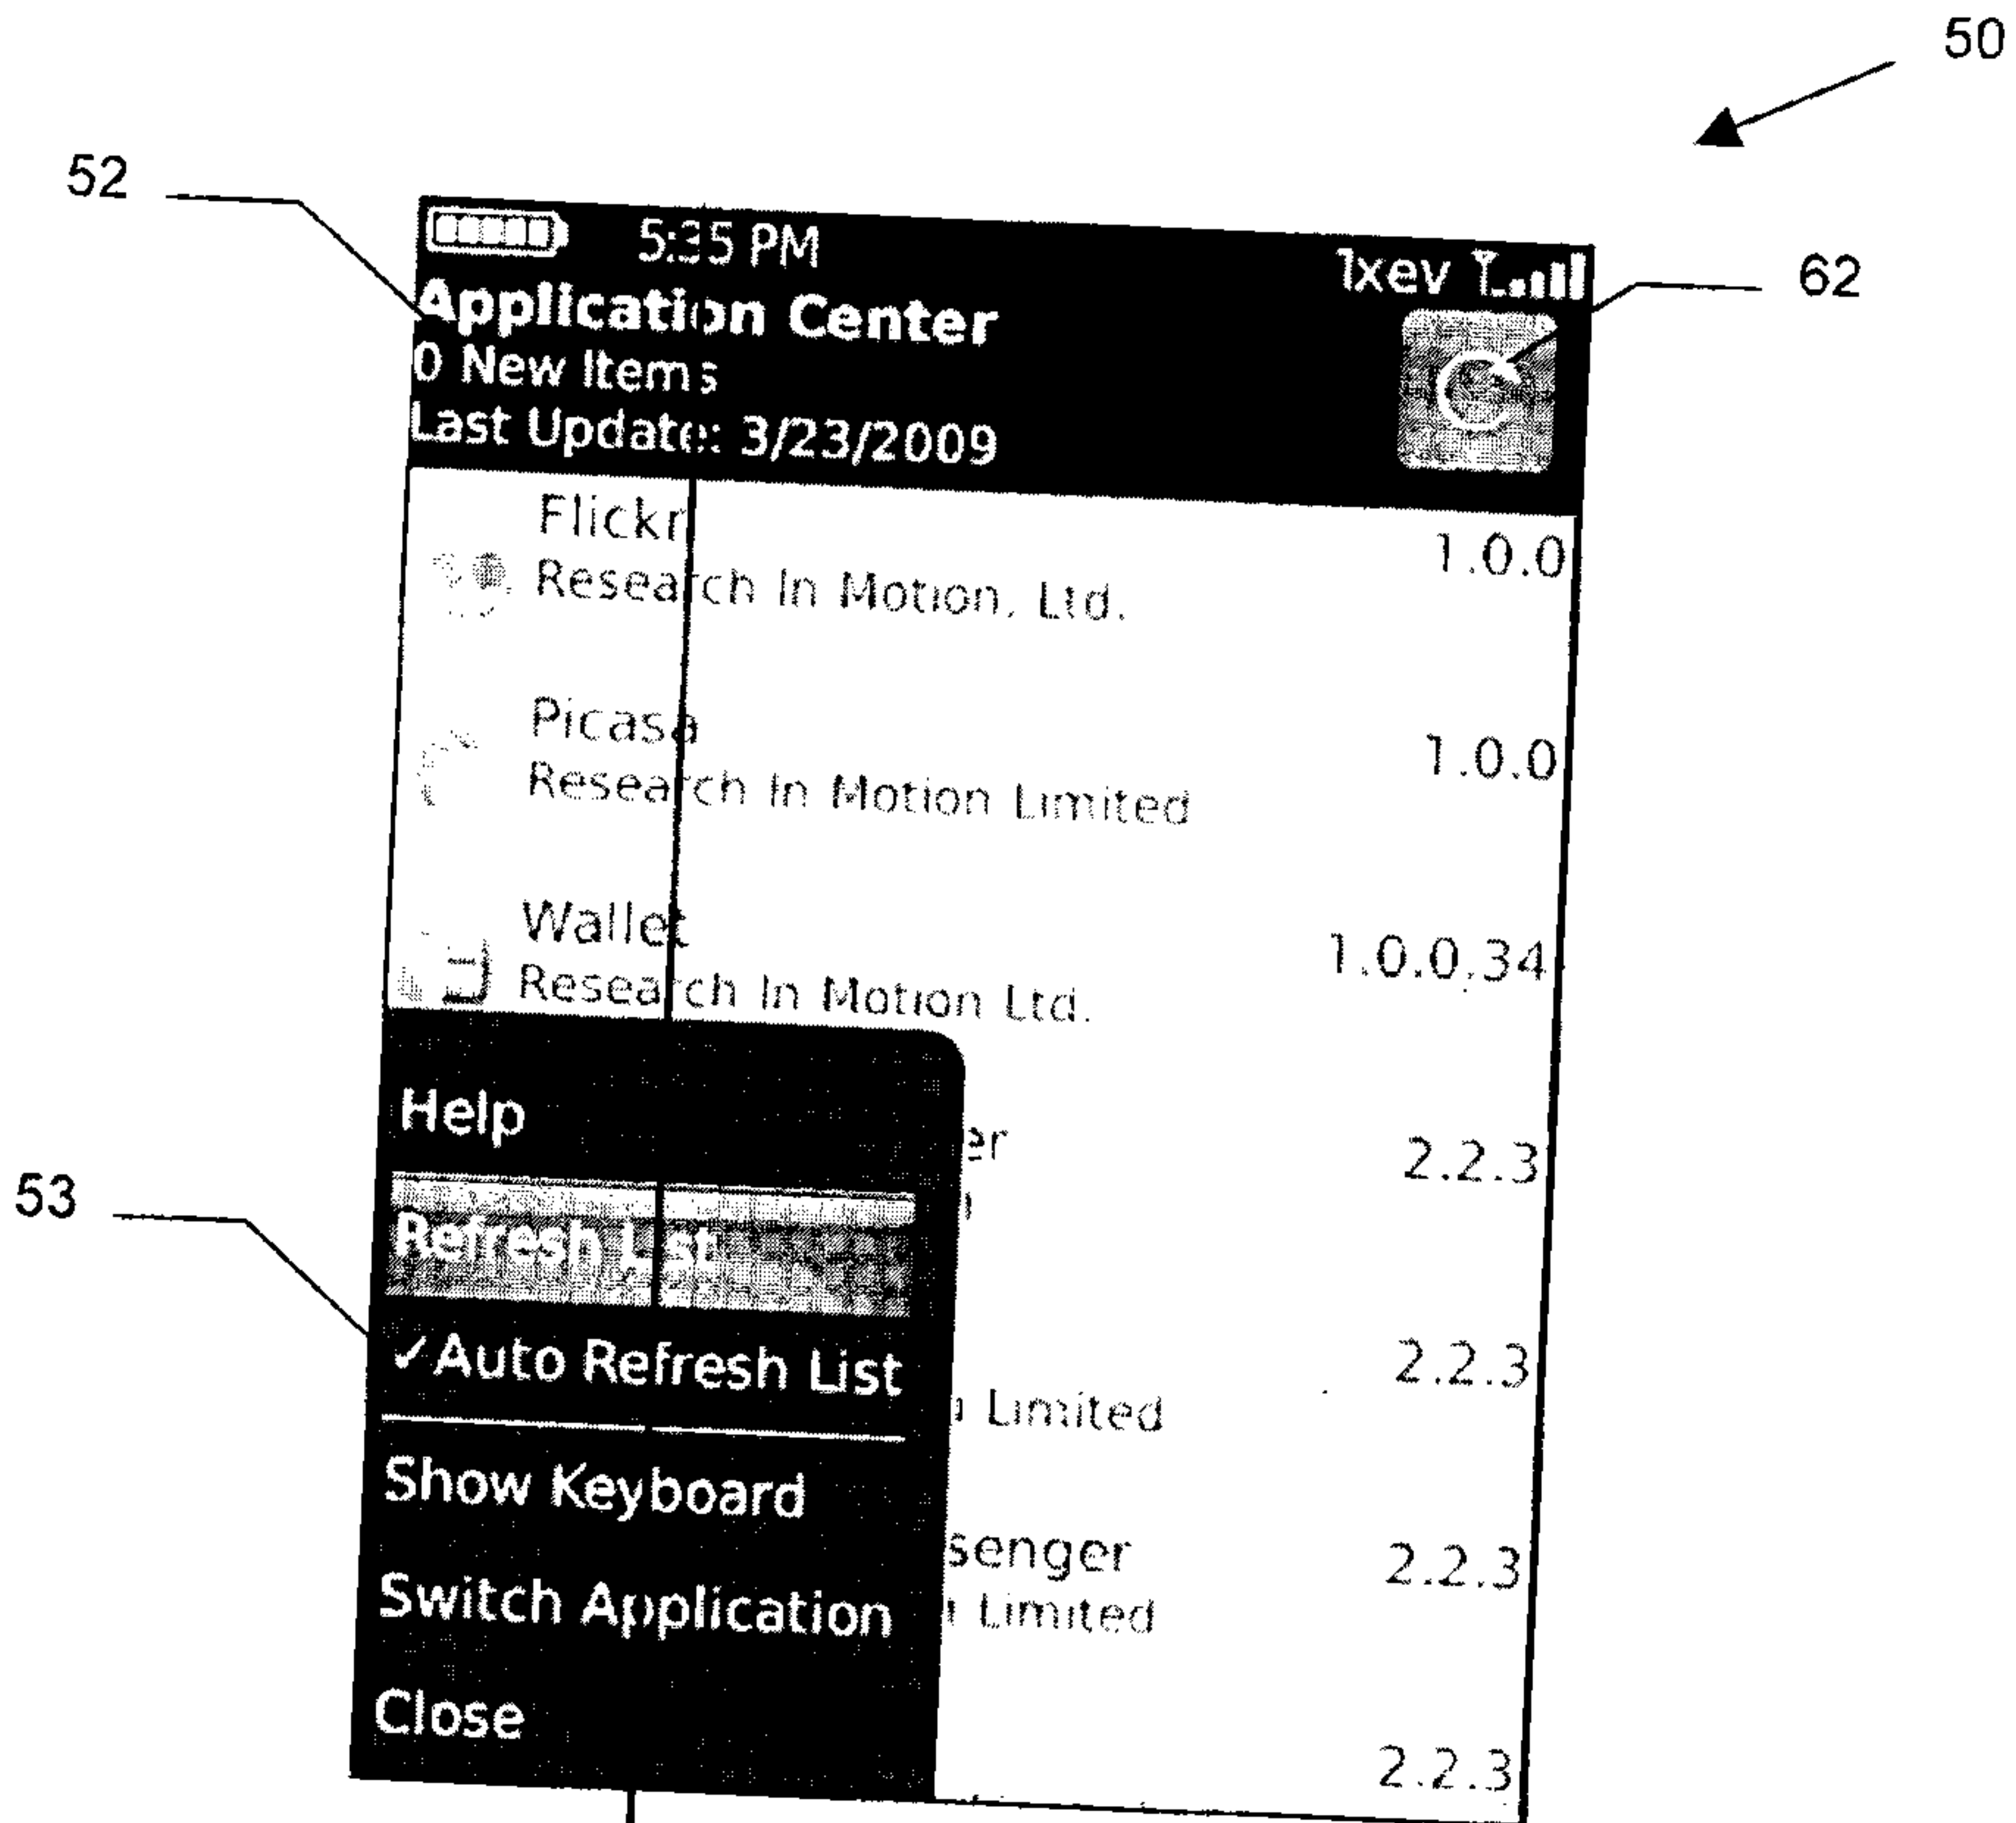 50
52
5:35 PM
1xev
62
Application Center
0 New Items
Last Update: 3/23/2009
Flickr
1.0.0
Research In Motion, Ltd.
Picasa
1.0.0
Research In Motion Limited
Wallet
1.0.0.34
Research In Motion Ltd.
Help
er
2.2.3
53
Refresh List
✓Auto Refresh List
2.2.3
Limited
Show Keyboard
senger
2.2.3
Switch Application
Limited
Close
2.2.3